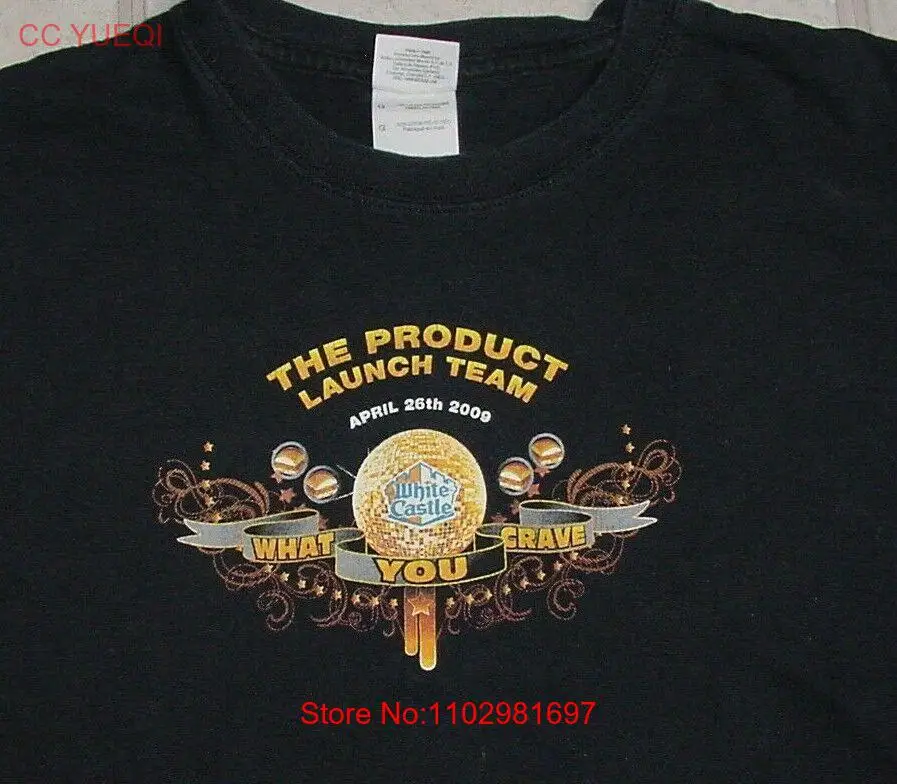 CC YUEQI
THE PRODUCT
LAUNCH TEAM
APRIL 26th 2009
White
Castle
WHAT
YOU
CRAVE
Store No:1102981697